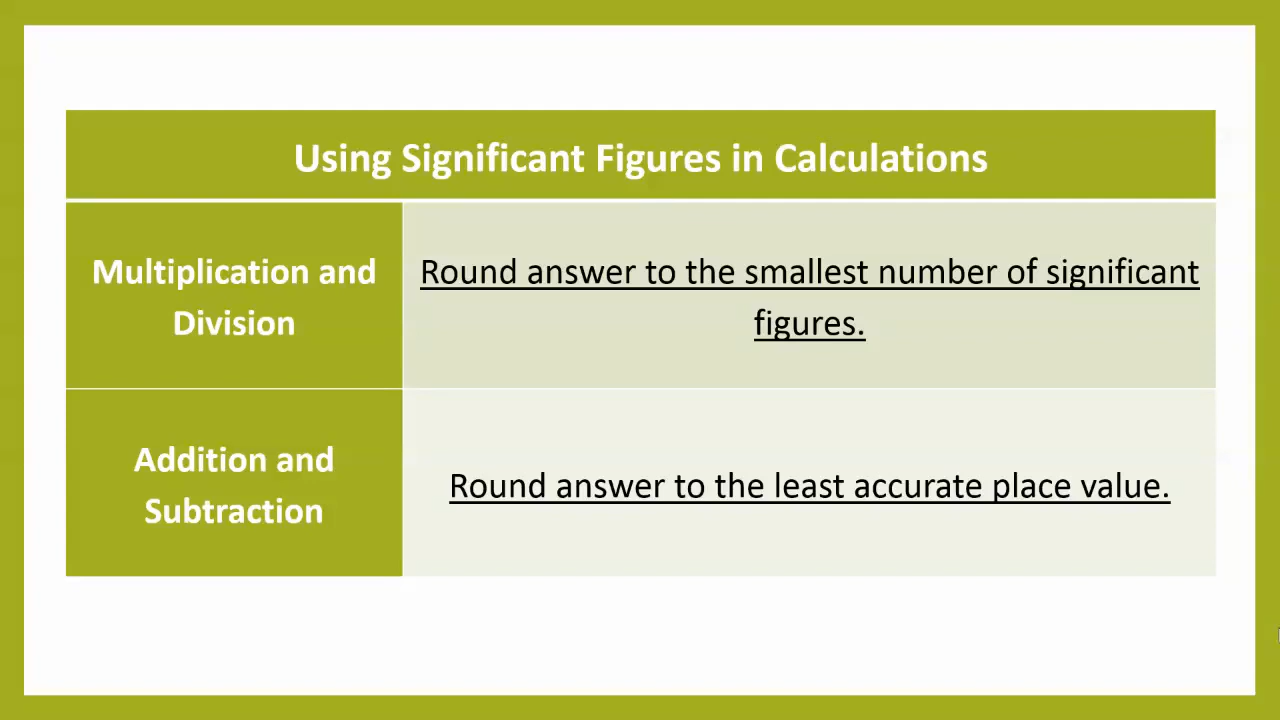 Using Significant Figures in Calculations
Multiplication and
Division
Round answer to the smallest number of significant
figures.
Addition and
Subtraction
Round answer to the least accurate place value.